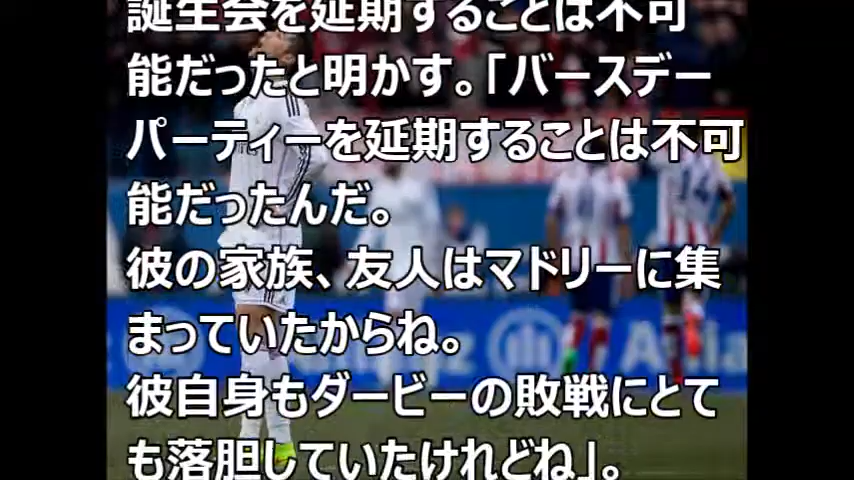 誕生会を延期することは不可
能だったと明かす。「バースデー
パーティーを延期することは不可
能だったんだ。
彼の家族、友人はマドリーに集
まっていたからね。
彼自身もダービーの敗戦にとて
も落胆していたけれどね」。
14